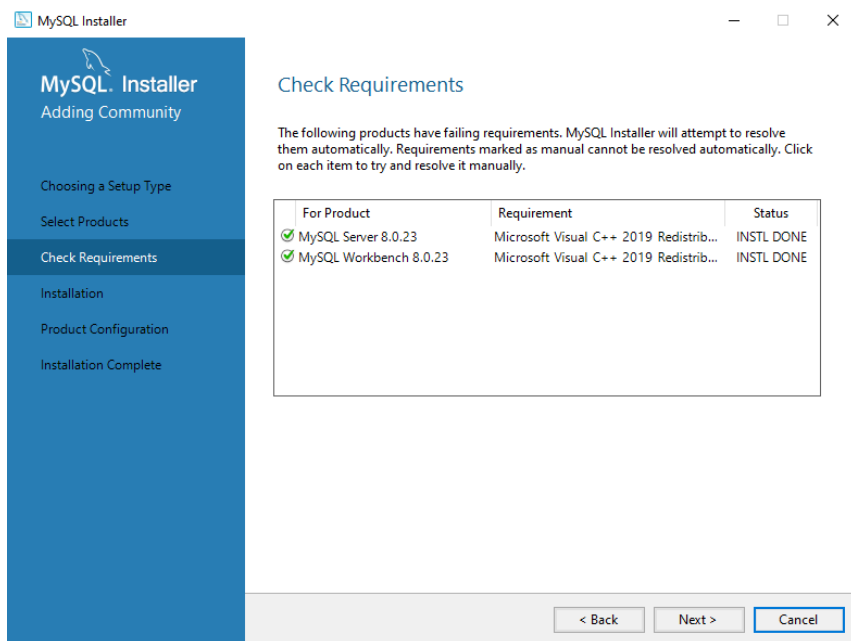 MySQL Installer
MySQL. Installer
Adding Community
Choosing a Setup Type
Select Products
Check Requirements
Installation
Product Configuration
Installation Complete
Check Requirements
The following products have failing requirements. MySQL Installer will attempt to resolve
them automatically. Requirements marked as manual cannot be resolved automatically. Click
on each item to try and resolve it manually.
For Product Requirement Status
MySQL Server 8.0.23 Microsoft Visual C++ 2019 Redistrib... INSTL DONE
MySQL Workbench 8.0.23 Microsoft Visual C++ 2019 Redistrib... INSTL DONE
< Back Next > Cancel